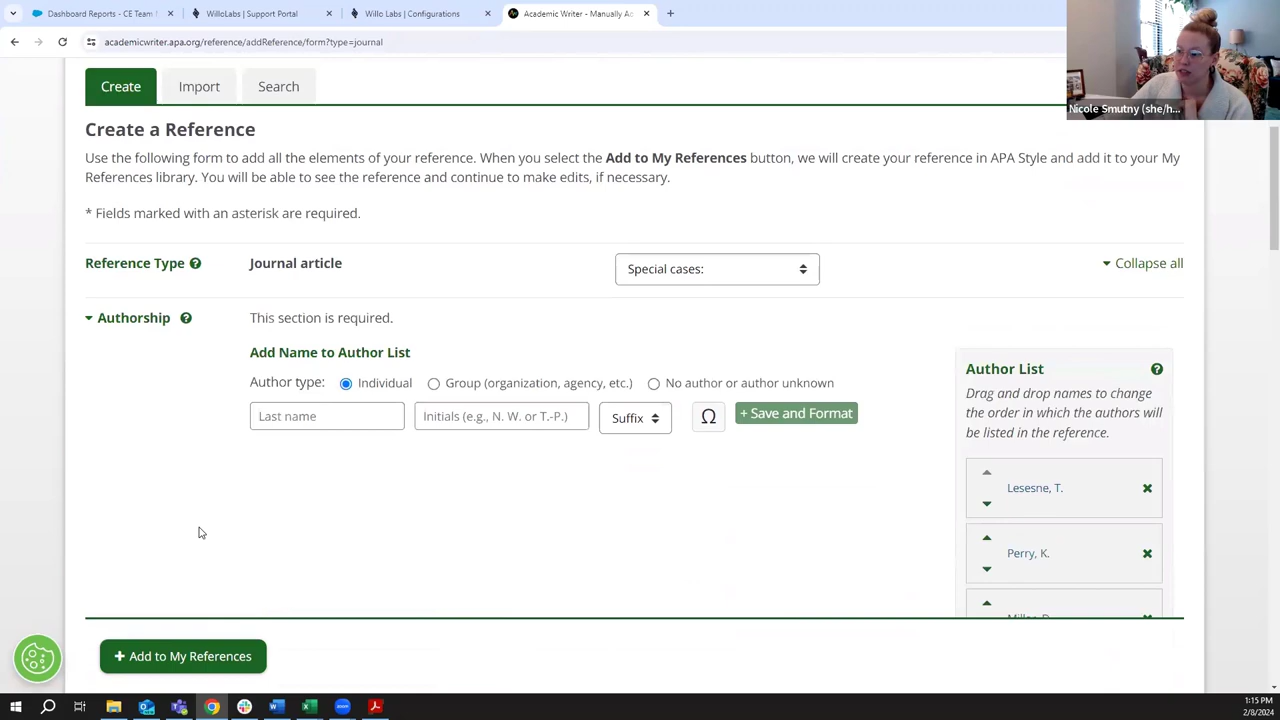 Dashboard Reports - CE Team
WilloLabs | Support Portal
Willo Labs | Configurations
Academic Writer - Manually Ad
academicwriter.apa.org/reference/addReference/form?type=journal
Nicole Smutny (she/h...
Create
Import
Search
Create a Reference
Use the following form to add all the elements of your reference. When you select the Add to My References button, we will create your reference in APA Style and add it to your My
References library. You will be able to see the reference and continue to make edits, if necessary.
* Fields marked with an asterisk are required.
Reference Type ?
Journal article
Special cases:
Collapse all
Authorship ?
This section is required.
Add Name to Author List
Author type: Individual Group (organization, agency, etc.) No author or author unknown
Last name
Initials (e.g., N. W. or T.-P.)
Suffix
Ω
+ Save and Format
Author List ?
Drag and drop names to change
the order in which the authors will
be listed in the reference.
Lesesne, T.
Perry, K.
+ Add to My References
1:15 PM
2/8/2024